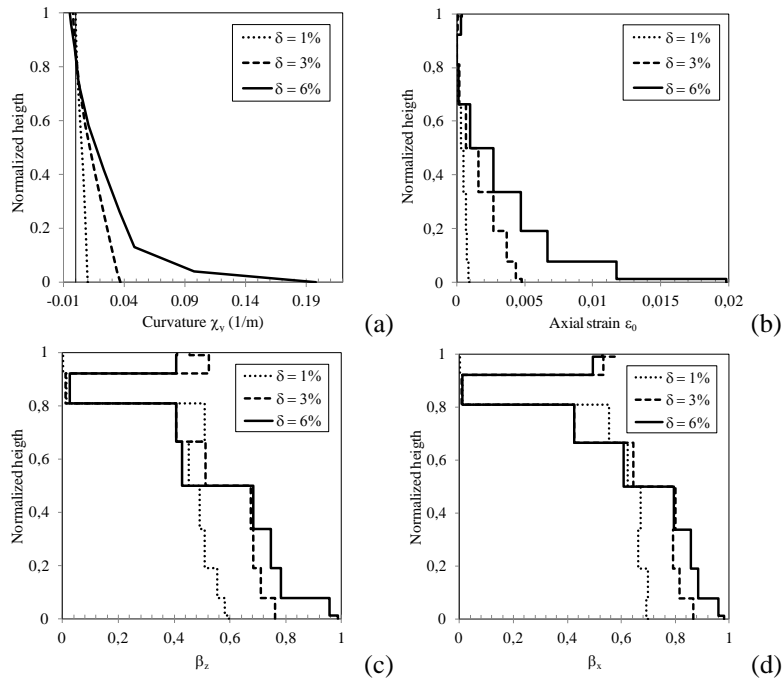 1
0.8
0.6
0.4
0.2
0
Normalized heigth
δ = 1%
δ = 3%
δ = 6%
-0.01 0.04 0.09 0.14 0.19
Curvature χy (1/m)
(a)
1
0,8
0,6
0,4
0,2
0
Normalized heigth
δ = 1%
δ = 3%
δ = 6%
0 0,005 0,01 0,015 0,02
Axial strain ε0
(b)
1
0,8
0,6
0,4
0,2
0
Normalized heigth
δ = 1%
δ = 3%
δ = 6%
0 0,2 0,4 0,6 0,8 1
βz
(c)
1
0,8
0,6
0,4
0,2
0
Normalized heigth
δ = 1%
δ = 3%
δ = 6%
0 0,2 0,4 0,6 0,8 1
βx
(d)